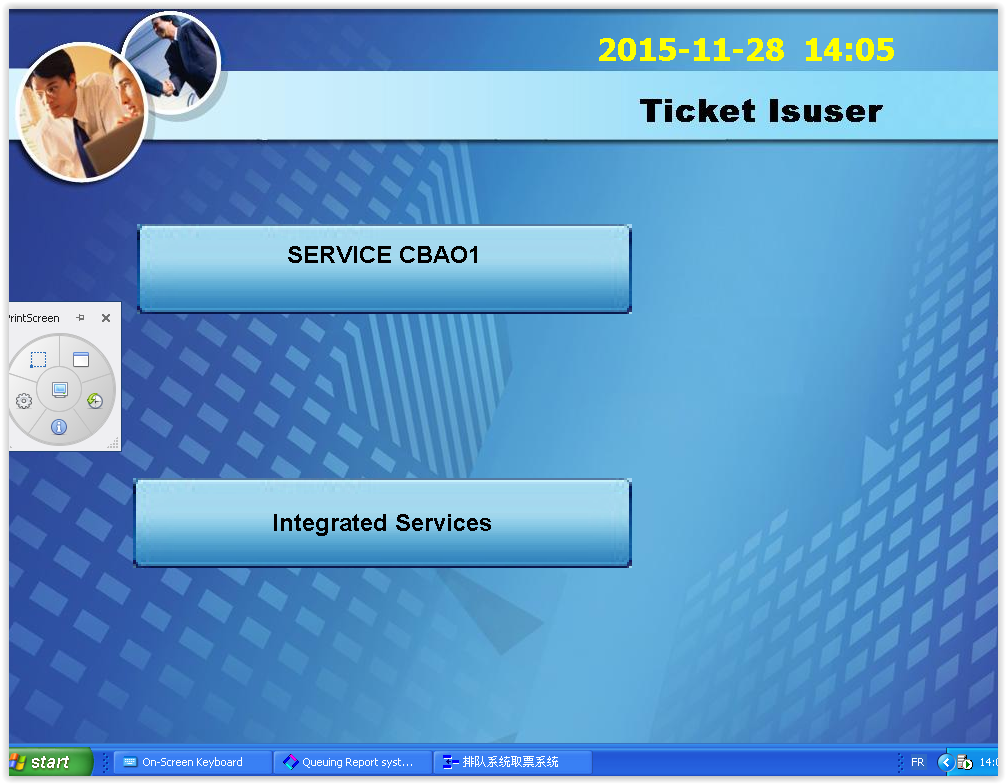 2015-11-28 14:05
Ticket Isuser
SERVICE CBAO1
rintScreen
Integrated Services
start
On-Screen Keyboard
Queuing Report syst...
排队系统取票系统
FR
14:0